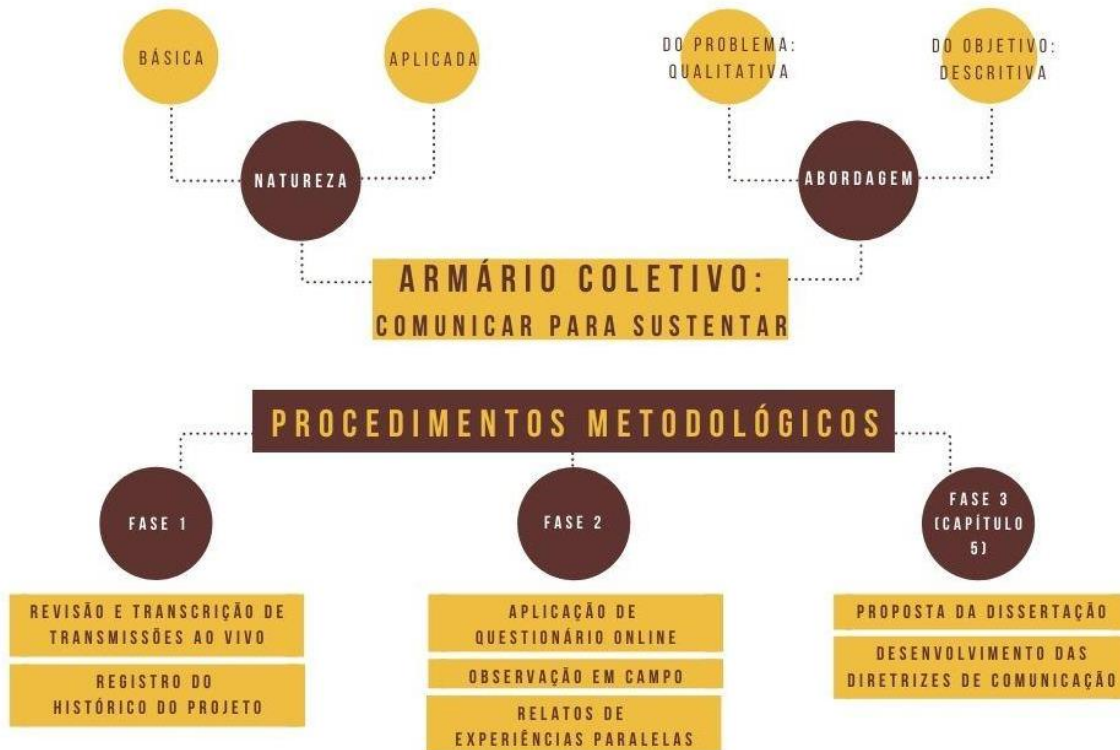 BÁSICA
APLICADA
DO PROBLEMA:
QUALITATIVA
DO OBJETIVO:
DESCRITIVA
NATUREZA
ABORDAGEM
ARMÁRIO COLETIVO:
COMUNICAR PARA SUSTENTAR
PROCEDIMENTOS METODOLÓGICOS
FASE 1
REVISÃO E TRANSCRIÇÃO DE
TRANSMISSÕES AO VIVO
REGISTRO DO
HISTÓRICO DO PROJETO
FASE 2
APLICAÇÃO DE
QUESTIONÁRIO ONLINE
OBSERVAÇÃO EM CAMPO
RELATOS DE
EXPERIÊNCIAS PARALELAS
FASE 3
(CAPÍTULO
5)
PROPOSTA DA DISSERTAÇÃO
DESENVOLVIMENTO DAS
DIRETRIZES DE COMUNICAÇÃO